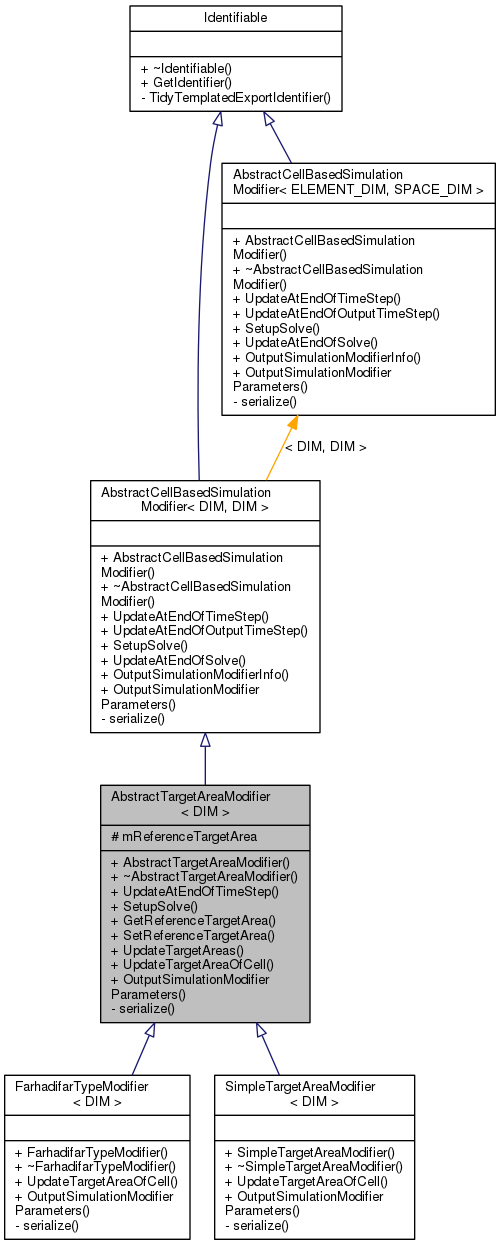 Identifiable
+ ~Identifiable()
+ GetIdentifier()
- TidyTemplatedExportIdentifier()
AbstractCellBasedSimulation
Modifier< ELEMENT_DIM, SPACE_DIM >
+ AbstractCellBasedSimulation
Modifier()
+ ~AbstractCellBasedSimulation
Modifier()
+ UpdateAtEndOfTimeStep()
+ UpdateAtEndOfOutputTimeStep()
+ SetupSolve()
+ UpdateAtEndOfSolve()
+ OutputSimulationModifierInfo()
+ OutputSimulationModifier
Parameters()
- serialize()
< DIM, DIM >
AbstractCellBasedSimulation
Modifier< DIM, DIM >
+ AbstractCellBasedSimulation
Modifier()
+ ~AbstractCellBasedSimulation
Modifier()
+ UpdateAtEndOfTimeStep()
+ UpdateAtEndOfOutputTimeStep()
+ SetupSolve()
+ UpdateAtEndOfSolve()
+ OutputSimulationModifierInfo()
+ OutputSimulationModifier
Parameters()
- serialize()
AbstractTargetAreaModifier
< DIM >
# mReferenceTargetArea
+ AbstractTargetAreaModifier()
+ ~AbstractTargetAreaModifier()
+ UpdateAtEndOfTimeStep()
+ SetupSolve()
+ GetReferenceTargetArea()
+ SetReferenceTargetArea()
+ UpdateTargetAreas()
+ UpdateTargetAreaOfCell()
+ OutputSimulationModifier
Parameters()
- serialize()
FarhadifarTypeModifier
< DIM >
+ FarhadifarTypeModifier()
+ ~FarhadifarTypeModifier()
+ UpdateTargetAreaOfCell()
+ OutputSimulationModifier
Parameters()
- serialize()
SimpleTargetAreaModifier
< DIM >
+ SimpleTargetAreaModifier()
+ ~SimpleTargetAreaModifier()
+ UpdateTargetAreaOfCell()
+ OutputSimulationModifier
Parameters()
- serialize()